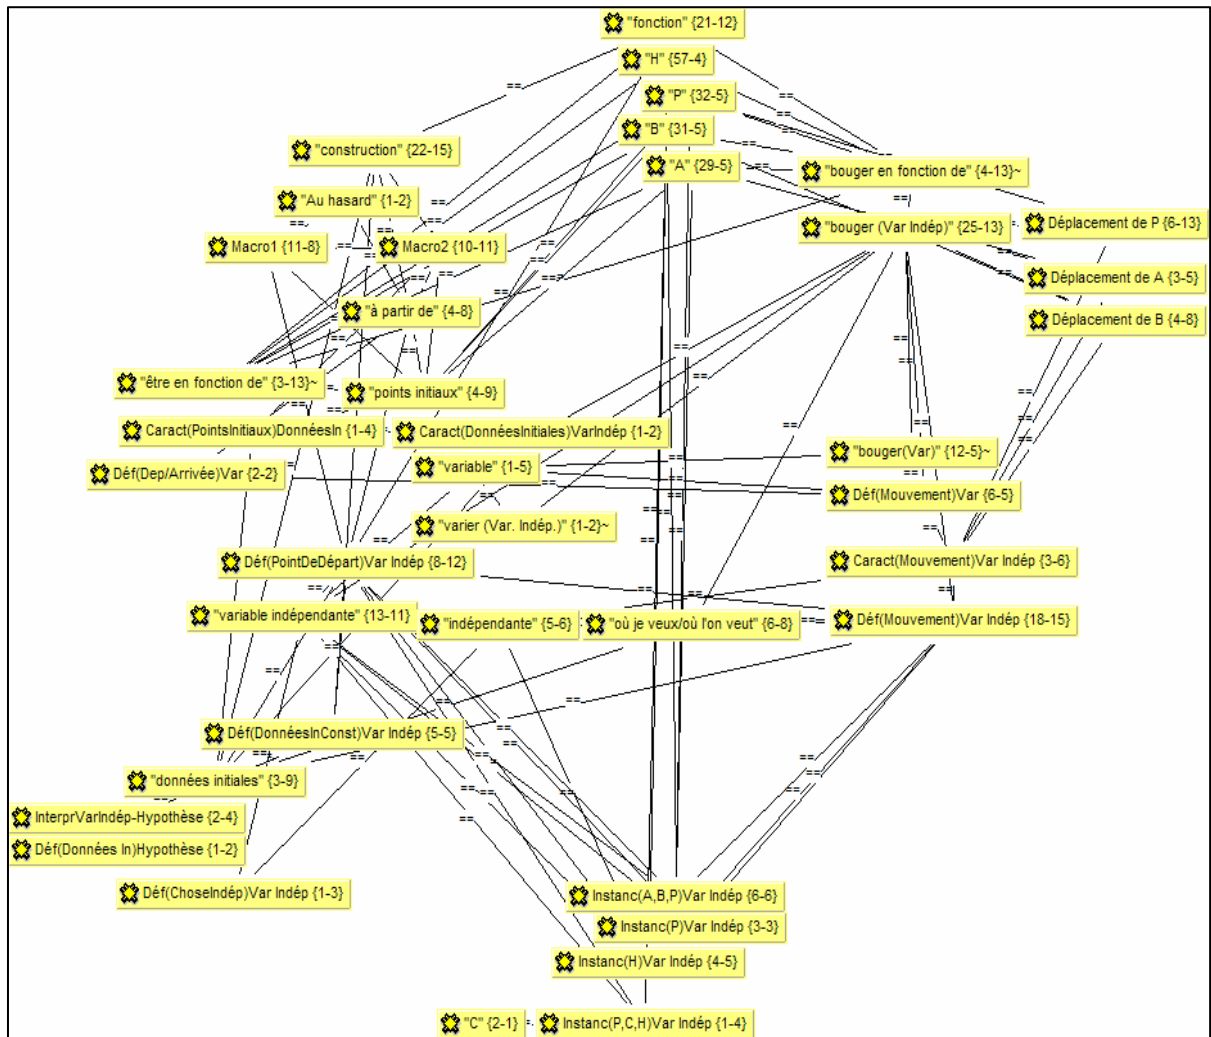 "fonction" {21-12}
"H" {57-4}
"P" {32-5}
"B" {31-5}
"construction" {22-15}
"A" {29-5}
"bouger en fonction de" {4-13}~
"Au hasard" {1-2}
"bouger (Var Indép)" {25-13}
Déplacement de P {6-13}
Macro1 {11-8}
Macro2 {10-11}
Déplacement de A {3-5}
"à partir de" {4-8}
Déplacement de B {4-8}
"être en fonction de" {3-13}~
"points initiaux" {4-9}
Caract(PointsInitiaux)DonnéesIn {1-4}
Caract(DonnéesInitiales)VarIndép {1-2}
"bouger(Var)" {12-5}~
Déf(Dep/Arrivée)Var {2-2}
"variable" {1-5}
Déf(Mouvement)Var {6-5}
"varier (Var. Indép.)" {1-2}~
Déf(PointDeDépart)Var Indép {8-12}
Caract(Mouvement)Var Indép {3-6}
"variable indépendante" {13-11}
"indépendante" {5-6}
"où je veux/où l'on veut" {6-8}
Déf(Mouvement)Var Indép {18-15}
Déf(DonnéesInConst)Var Indép {5-5}
"données initiales" {3-9}
InterprVarIndép-Hypothèse {2-4}
Déf(Données In)Hypothèse {1-2}
Déf(ChoseIndép)Var Indép {1-3}
Instanc(A,B,P)Var Indép {6-6}
Instanc(P)Var Indép {3-3}
Instanc(H)Var Indép {4-5}
"C" {2-1}
Instanc(P,C,H)Var Indép {1-4}